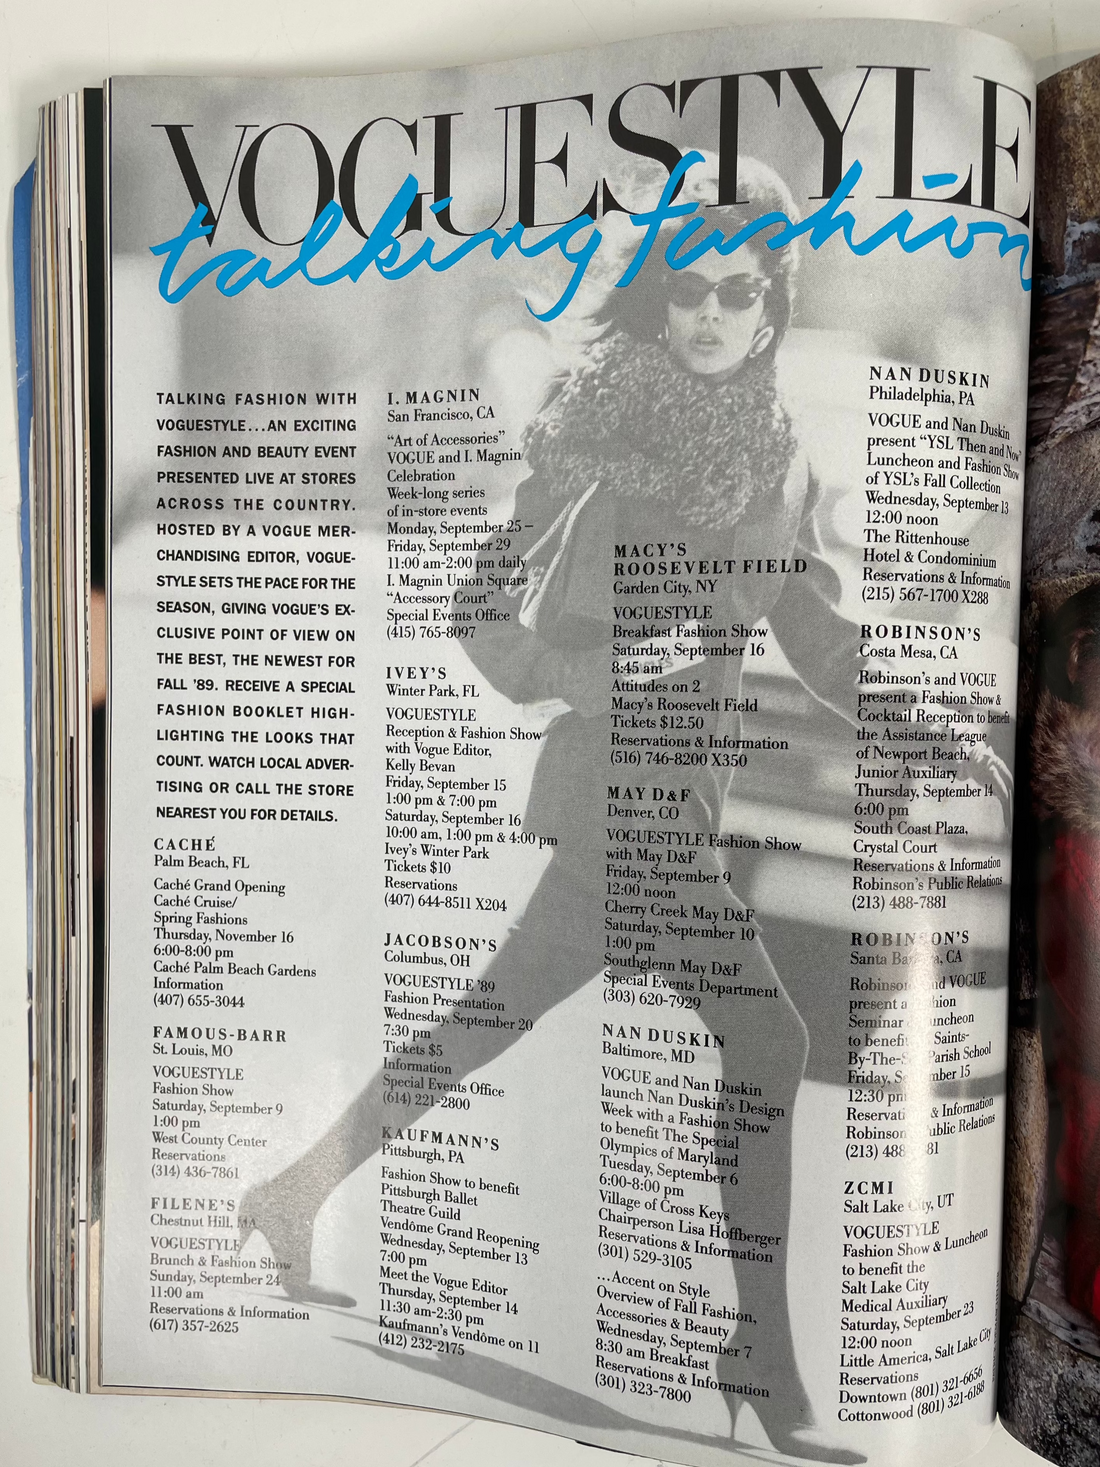 VOGUESTYLE
talking fashion
TALKING FASHION WITH
VOGUESTYLE...AN EXCITING
FASHION AND BEAUTY EVENT
PRESENTED LIVE AT STORES
ACROSS THE COUNTRY.
HOSTED BY A VOGUE MER-
CHANDISING EDITOR, VOGUE-
STYLE SETS THE PACE FOR THE
SEASON, GIVING VOGUE'S EX-
CLUSIVE POINT OF VIEW ON
THE BEST, THE NEWEST FOR
FALL '89. RECEIVE A SPECIAL
FASHION BOOKLET HIGH-
LIGHTING THE LOOKS THAT
COUNT. WATCH LOCAL ADVER-
TISING OR CALL THE STORE
NEAREST YOU FOR DETAILS.
CACHÉ
Palm Beach, FL
Caché Grand Opening
Caché Cruise/
Spring Fashions
Thursday, November 16
6:00-8:00 pm
Caché Palm Beach Gardens
Information
(407) 655-3044
FAMOUS-BARR
St. Louis, MO
VOGUESTYLE
Fashion Show
Saturday, September 9
1:00 pm
West County Center
Reservations
(314) 436-7861
FILENE'S
Chestnut Hill, MA
VOGUESTYLE
Brunch & Fashion Show
Sunday, September 24
11:00 am
Reservations & Information
(617) 357-2625
I. MAGNIN
San Francisco, CA
"Art of Accessories"
VOGUE and I. Magnin
Celebration
Week-long series
of in-store events
Monday, September 25 –
Friday, September 29
11:00 am-2:00 pm daily
I. Magnin Union Square
"Accessory Court"
Special Events Office
(415) 765-8097
IVEY'S
Winter Park, FL
VOGUESTYLE
Reception & Fashion Show
with Vogue Editor,
Kelly Bevan
Friday, September 15
1:00 pm & 7:00 pm
Saturday, September 16
10:00 am, 1:00 pm & 4:00 pm
Ivey's Winter Park
Tickets $10
Reservations
(407) 644-8511 X204
JACOBSON'S
Columbus, OH
VOGUESTYLE '89
Fashion Presentation
Wednesday, September 20
7:30 pm
Tickets $5
Information
Special Events Office
(614) 221-2800
KAUFMANN'S
Pittsburgh, PA
Fashion Show to benefit
Pittsburgh Ballet
Theatre Guild
Vendôme Grand Reopening
Wednesday, September 13
7:00 pm
Meet the Vogue Editor
Thursday, September 14
11:30 am-2:30 pm
Kaufmann's Vendôme on 11
(412) 232-2175
MACY'S
ROOSEVELT FIELD
Garden City, NY
VOGUESTYLE
Breakfast Fashion Show
Saturday, September 16
8:45 am
Attitudes on 2
Macy's Roosevelt Field
Tickets $12.50
Reservations & Information
(516) 746-8200 X350
MAY D&F
Denver, CO
VOGUESTYLE Fashion Show
with May D&F
Friday, September 9
12:00 noon
Cherry Creek May D&F
Saturday, September 10
1:00 pm
Southglenn May D&F
Special Events Department
(303) 620-7929
NAN DUSKIN
Baltimore, MD
VOGUE and Nan Duskin
launch Nan Duskin's Design
Week with a Fashion Show
to benefit The Special
Olympics of Maryland
Tuesday, September 6
6:00-8:00 pm
Village of Cross Keys
Chairperson Lisa Hoffberger
Reservations & Information
(301) 529-3105
...Accent on Style
Overview of Fall Fashion,
Accessories & Beauty
Wednesday, September 7
8:30 am Breakfast
Reservations & Information
(301) 323-7800
NAN DUSKIN
Philadelphia, PA
VOGUE and Nan Duskin
present "YSL Then and Now"
Luncheon and Fashion Show
of YSL's Fall Collection
Wednesday, September 13
12:00 noon
The Rittenhouse
Hotel & Condominium
Reservations & Information
(215) 567-1700 X288
ROBINSON'S
Costa Mesa, CA
Robinson's and VOGUE
present a Fashion Show &
Cocktail Reception to benefit
the Assistance League
of Newport Beach,
Junior Auxiliary
Thursday, September 14
6:00 pm
South Coast Plaza,
Crystal Court
Reservations & Information
Robinson's Public Relations
(213) 488-7881
ROBINSON'S
Santa CA
VOGUE
present a
Seminar
to benefit Saints-
By-The- Parish School
Friday, 15
12:30 pm
& Information
Public Relations
(213)
ZCMI
Salt Lake City, UT
VOGUESTYLE
Fashion Show & Luncheon
to benefit the
Salt Lake City
Medical Auxiliary
Saturday, September 23
12:00 noon
Little America, Salt Lake City
Reservations
Downtown (801) 321-6656
Cottonwood (801) 321-6188